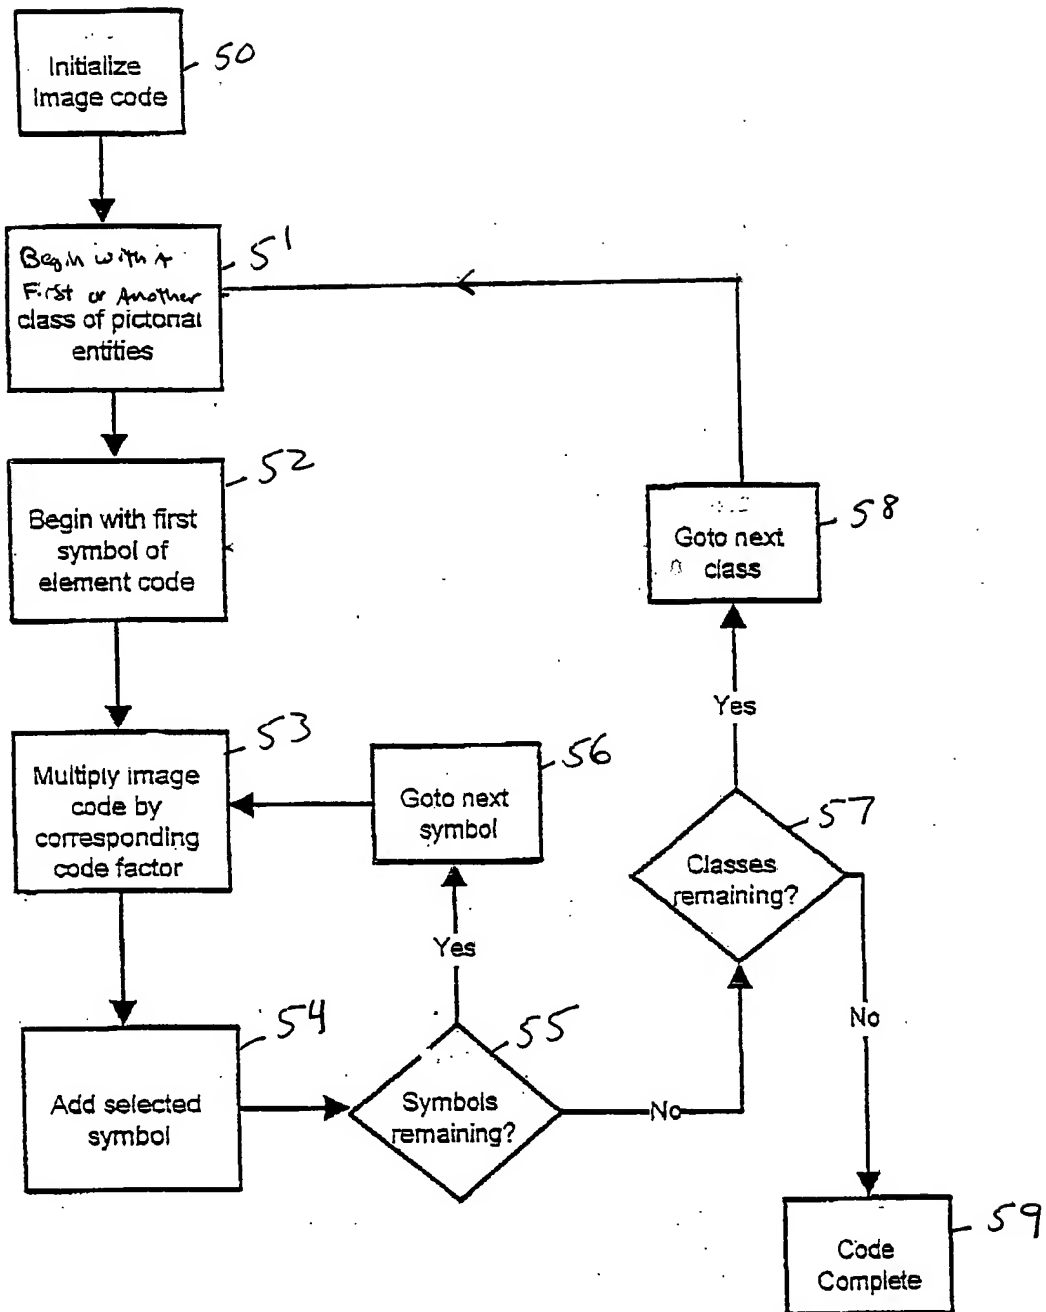 Initialize
Image code
50
Begin with A
First or Another
class of pictorial
entities
51
Begin with first
symbol of
element code
52
Multiply image
code by
corresponding
code factor
53
Add selected
symbol
54
Symbols
remaining?
55
Yes
Goto next
symbol
56
No
Classes
remaining?
57
Yes
Goto next
class
58
No
Code
Complete
59